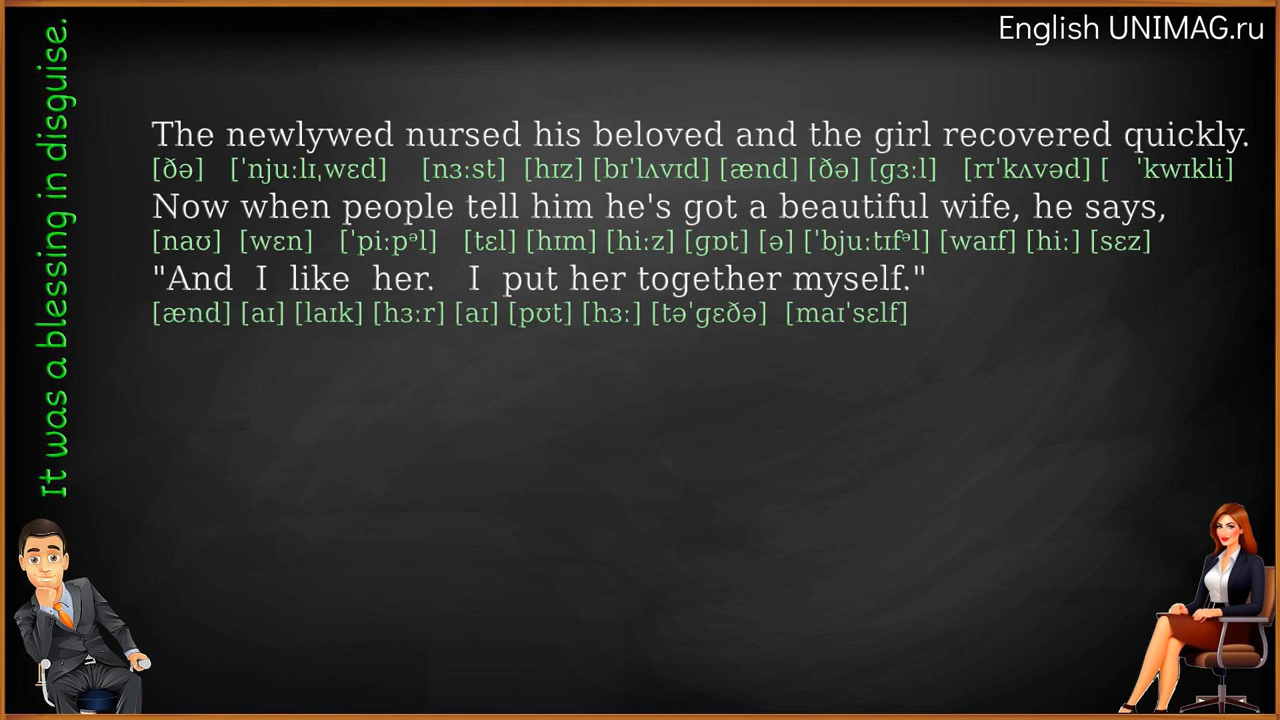 English UNIMAG.ru
It was a blessing in disguise.
The newlywed nursed his beloved and the girl recovered quickly.
[ðə] [ˈnjuːlɪˌwɛd] [nɜːst] [hɪz] [bɪˈlʌvɪd] [ænd] [ðə] [ɡɜːl] [rɪˈkʌvəd] [ ˈkwɪkli]
Now when people tell him he's got a beautiful wife, he says,
[naʊ] [wɛn] [ˈpiːpᵊl] [tɛl] [hɪm] [hiːz] [ɡɒt] [ə] [ˈbjuːtɪfᵊl] [waɪf] [hiː] [sɛz]
"And I like her. I put her together myself."
[ænd] [aɪ] [laɪk] [hɜːr] [aɪ] [pʊt] [hɜː] [təˈɡɛðə] [maɪˈsɛlf]